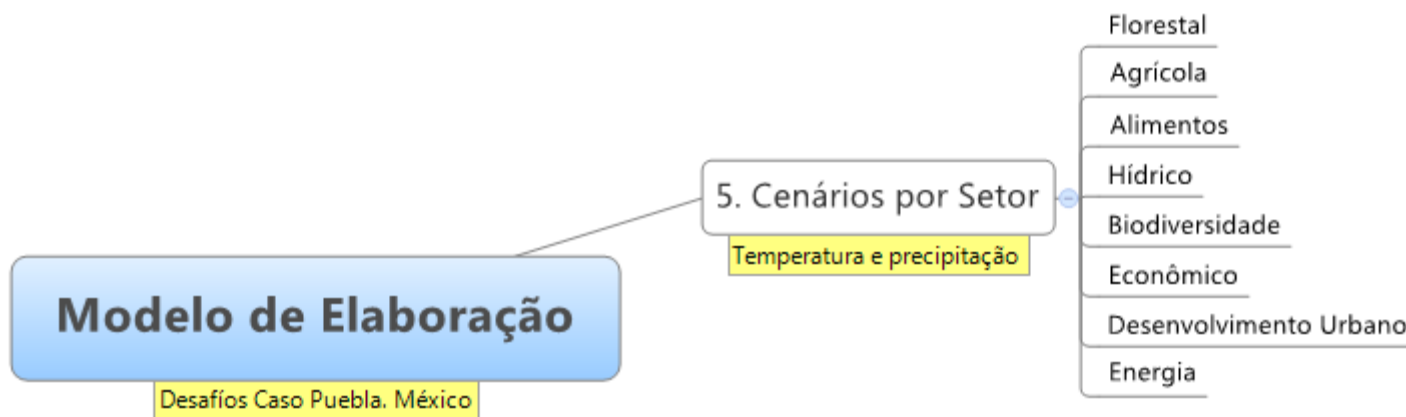 Modelo de Elaboração
Desafíos Caso Puebla. México
5. Cenários por Setor
Temperatura e precipitação
Florestal
Agrícola
Alimentos
Hídrico
Biodiversidade
Econômico
Desenvolvimento Urbano
Energia